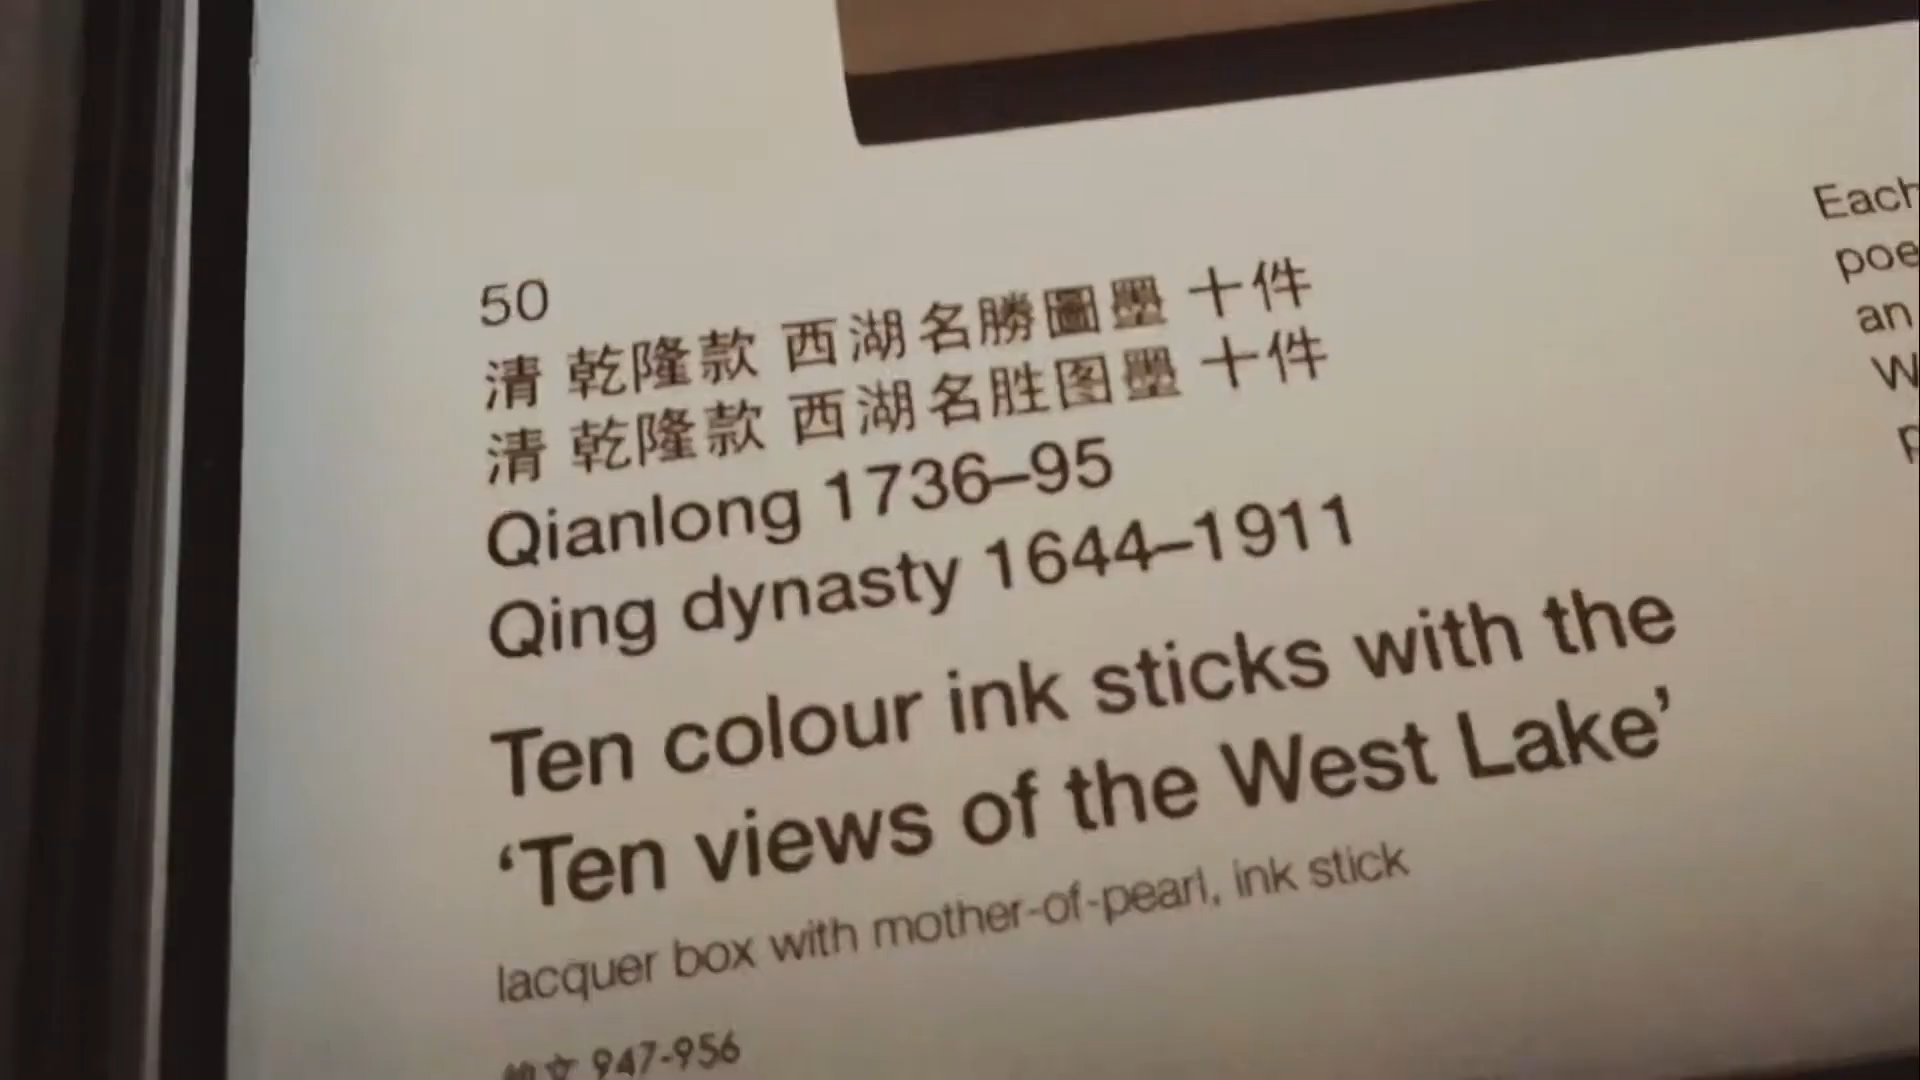 50
清 乾隆款 西湖名勝圖墨 十件
清 乾隆款 西湖名胜图墨 十件
Qianlong 1736–95
Qing dynasty 1644–1911
Ten colour ink sticks with the
‘Ten views of the West Lake’
lacquer box with mother-of-pearl, ink stick
文 947-956
Each
poe
an
W
p